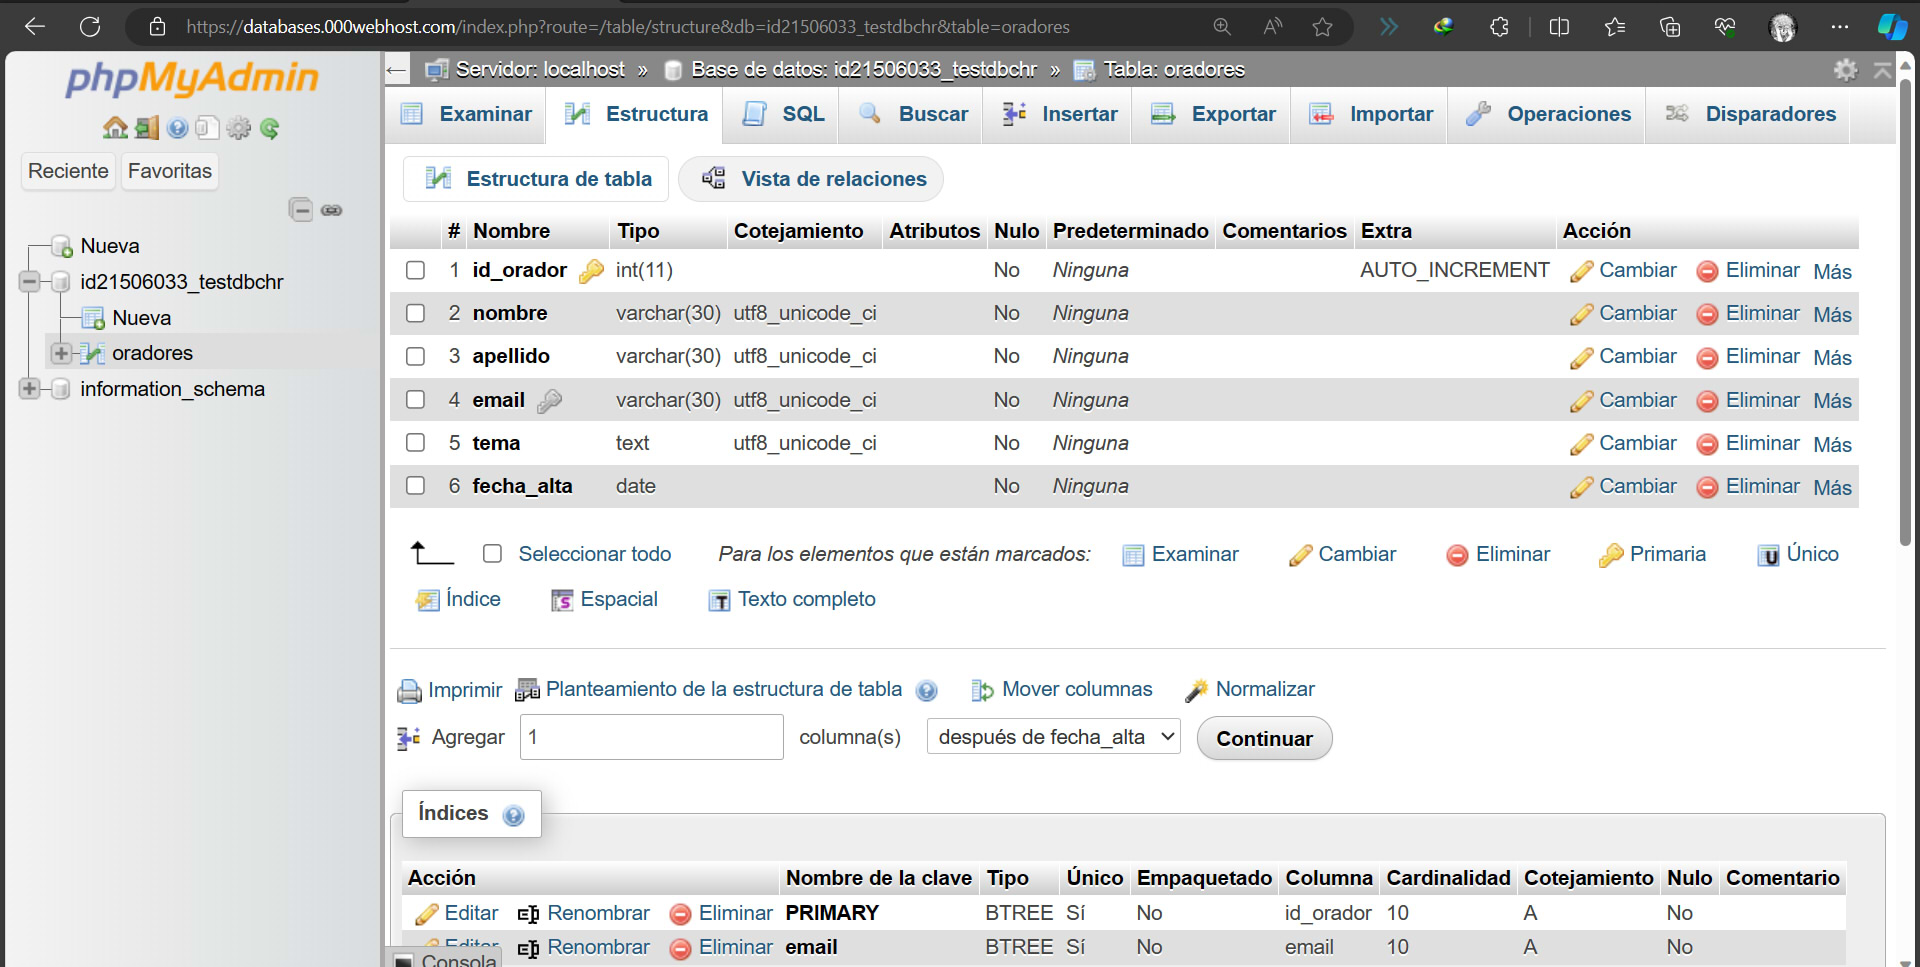 https://databases.000webhost.com/index.php?route=/table/structure&db=id21506033_testdbchr&table=oradores
phpMyAdmin
Reciente Favoritas
Nueva
id21506033_testdbchr
Nueva
oradores
information_schema
Servidor: localhost » Base de datos: id21506033_testdbchr » Tabla: oradores
Examinar Estructura SQL Buscar Insertar Exportar Importar Operaciones Disparadores
Estructura de tabla Vista de relaciones
# Nombre Tipo Cotejamiento Atributos Nulo Predeterminado Comentarios Extra Acción
1 id_orador int(11) No Ninguna AUTO_INCREMENT Cambiar Eliminar Más
2 nombre varchar(30) utf8_unicode_ci No Ninguna Cambiar Eliminar Más
3 apellido varchar(30) utf8_unicode_ci No Ninguna Cambiar Eliminar Más
4 email varchar(30) utf8_unicode_ci No Ninguna Cambiar Eliminar Más
5 tema text utf8_unicode_ci No Ninguna Cambiar Eliminar Más
6 fecha_alta date No Ninguna Cambiar Eliminar Más
Seleccionar todo Para los elementos que están marcados: Examinar Cambiar Eliminar Primaria Único
Índice Espacial Texto completo
Imprimir Planteamiento de la estructura de tabla Mover columnas Normalizar
Agregar 1 columna(s) después de fecha_alta Continuar
Índices
Acción Nombre de la clave Tipo Único Empaquetado Columna Cardinalidad Cotejamiento Nulo Comentario
Editar Renombrar Eliminar PRIMARY BTREE Sí No id_orador 10 A No
Editar Renombrar Eliminar email BTREE Sí No email 10 A No
Consola